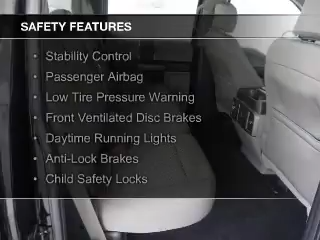 SAFETY FEATURES
• Stability Control
• Passenger Airbag
• Low Tire Pressure Warning
• Front Ventilated Disc Brakes
• Daytime Running Lights
• Anti-Lock Brakes
• Child Safety Locks